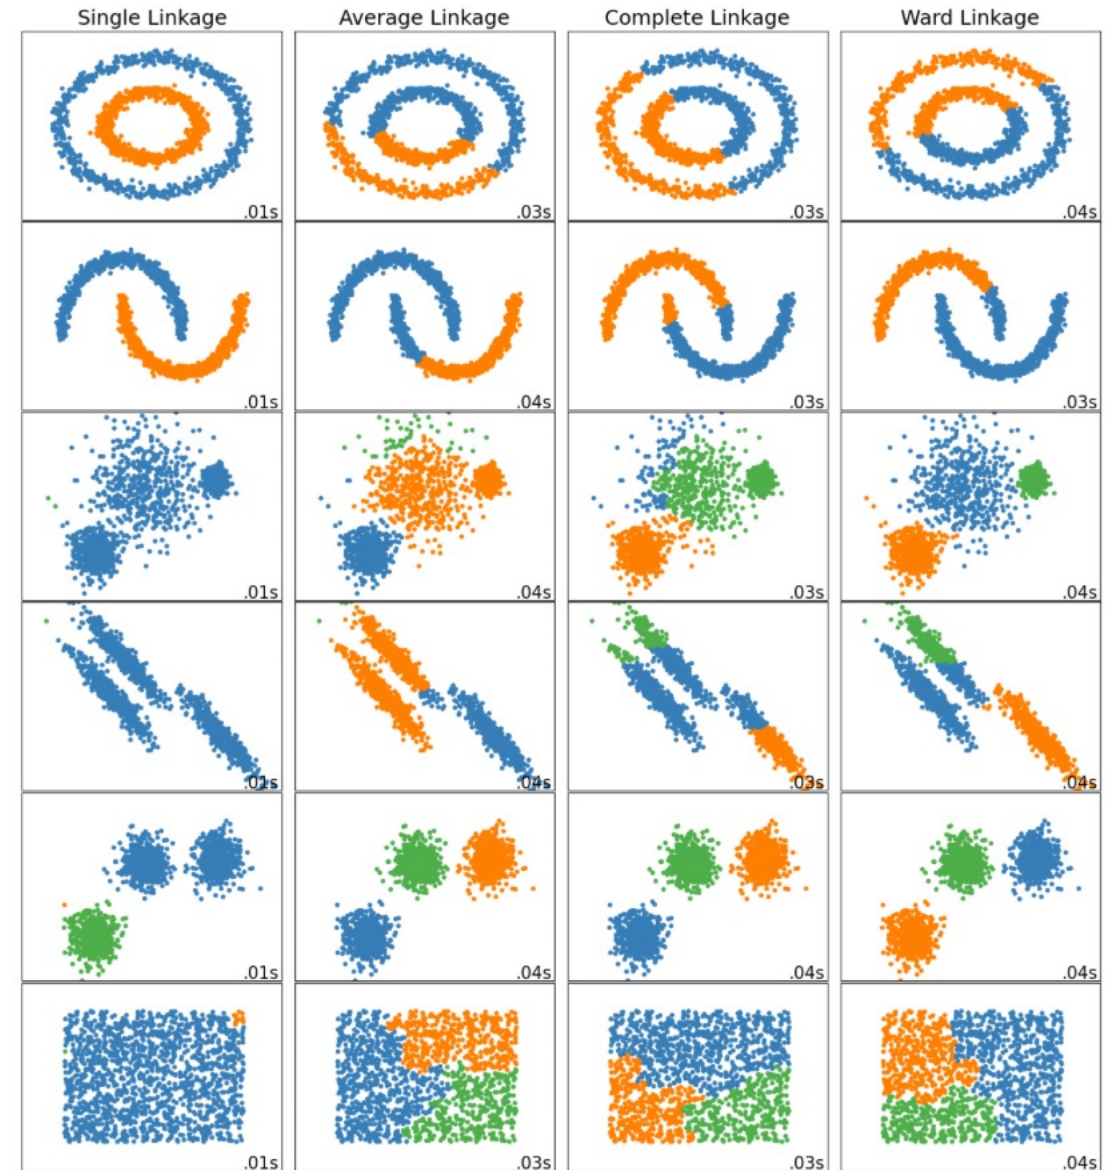 Single Linkage Average Linkage Complete Linkage Ward Linkage
.01s .03s .03s .04s
.01s .04s .03s .03s
.01s .04s .03s .04s
.01s .04s .03s .04s
.01s .04s .04s .04s
.01s .03s .03s .04s